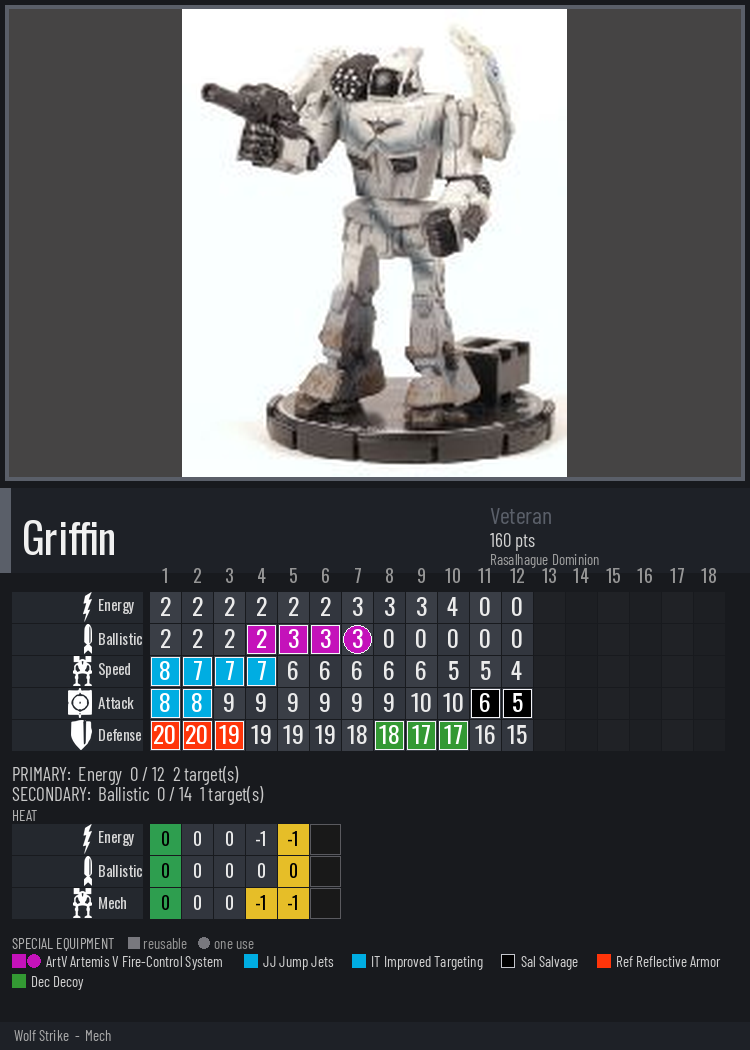 Griffin
Veteran
160 pts
Rasalhague Dominion
1 2 3 4 5 6 7 8 9 10 11 12 13 14 15 16 17 18
Energy 2 2 2 2 2 2 3 3 3 4 0 0
Ballistic 2 2 2 2 3 3 3 0 0 0 0 0
Speed 8 7 7 7 6 6 6 6 6 5 5 4
Attack 8 8 9 9 9 9 9 9 10 10 6 5
Defense 20 20 19 19 19 19 18 18 17 17 16 15
PRIMARY: Energy 0 / 12 2 target(s)
SECONDARY: Ballistic 0 / 14 1 target(s)
HEAT
Energy 0 0 0 -1 -1
Ballistic 0 0 0 0 0
Mech 0 0 0 -1 -1
SPECIAL EQUIPMENT reusable one use
ArtV Artemis V Fire-Control System JJ Jump Jets IT Improved Targeting Sal Salvage Ref Reflective Armor
Dec Decoy
Wolf Strike - Mech